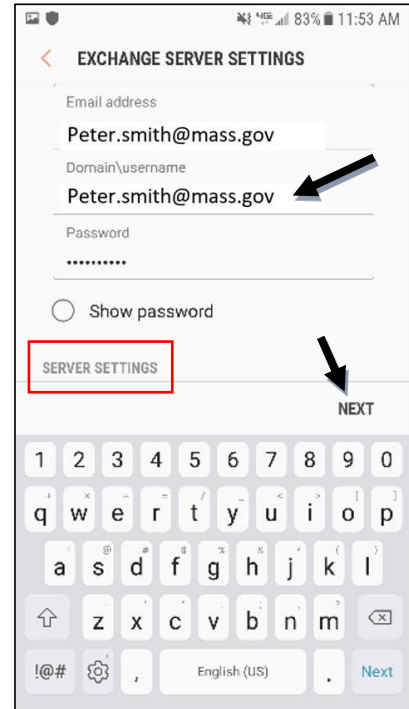 4GE 83% 11:53 AM
< EXCHANGE SERVER SETTINGS
Email address
Peter.smith@mass.gov
Domain\username
Peter.smith@mass.gov
Password
••••••••••
Show password
SERVER SETTINGS
NEXT
1 2 3 4 5 6 7 8 9 0
q w e r t y u i o p
a s d f g h j k l
z x c v b n m
!@# , English (US) . Next